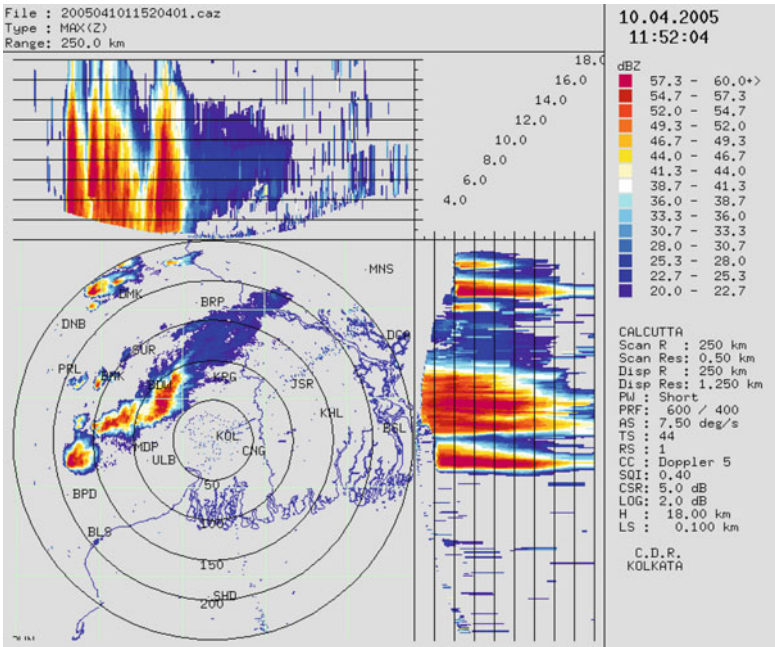 File : 2005041011520401.caz
Type : MAX(Z)
Range: 250.0 km
18.0
16.0
14.0
12.0
10.0
8.0
6.0
4.0
MNS
DMK
BRP
DNB
DGA
SUR
PRL
BNK
BDW
KRG
JSR
KHL
BSL
KOL
MDP
CNG
ULB
50
BPD
100
BLS
150
SHD
200
10.04.2005
11:52:04
dBZ
57.3 - 60.0+>
54.7 - 57.3
52.0 - 54.7
49.3 - 52.0
46.7 - 49.3
44.0 - 46.7
41.3 - 44.0
38.7 - 41.3
36.0 - 38.7
33.3 - 36.0
30.7 - 33.3
28.0 - 30.7
25.3 - 28.0
22.7 - 25.3
20.0 - 22.7
CALCUTTA
Scan R : 250 km
Scan Res: 0.50 km
Disp R : 250 km
Disp Res: 1.250 km
PW : Short
PRF: 600 / 400
AS : 7.50 deg/s
TS : 44
RS : 1
CC : Doppler 5
SQI: 0.40
CSR: 5.0 dB
LOG: 2.0 dB
H : 18.00 km
LS : 0.100 km
C.D.R.
KOLKATA